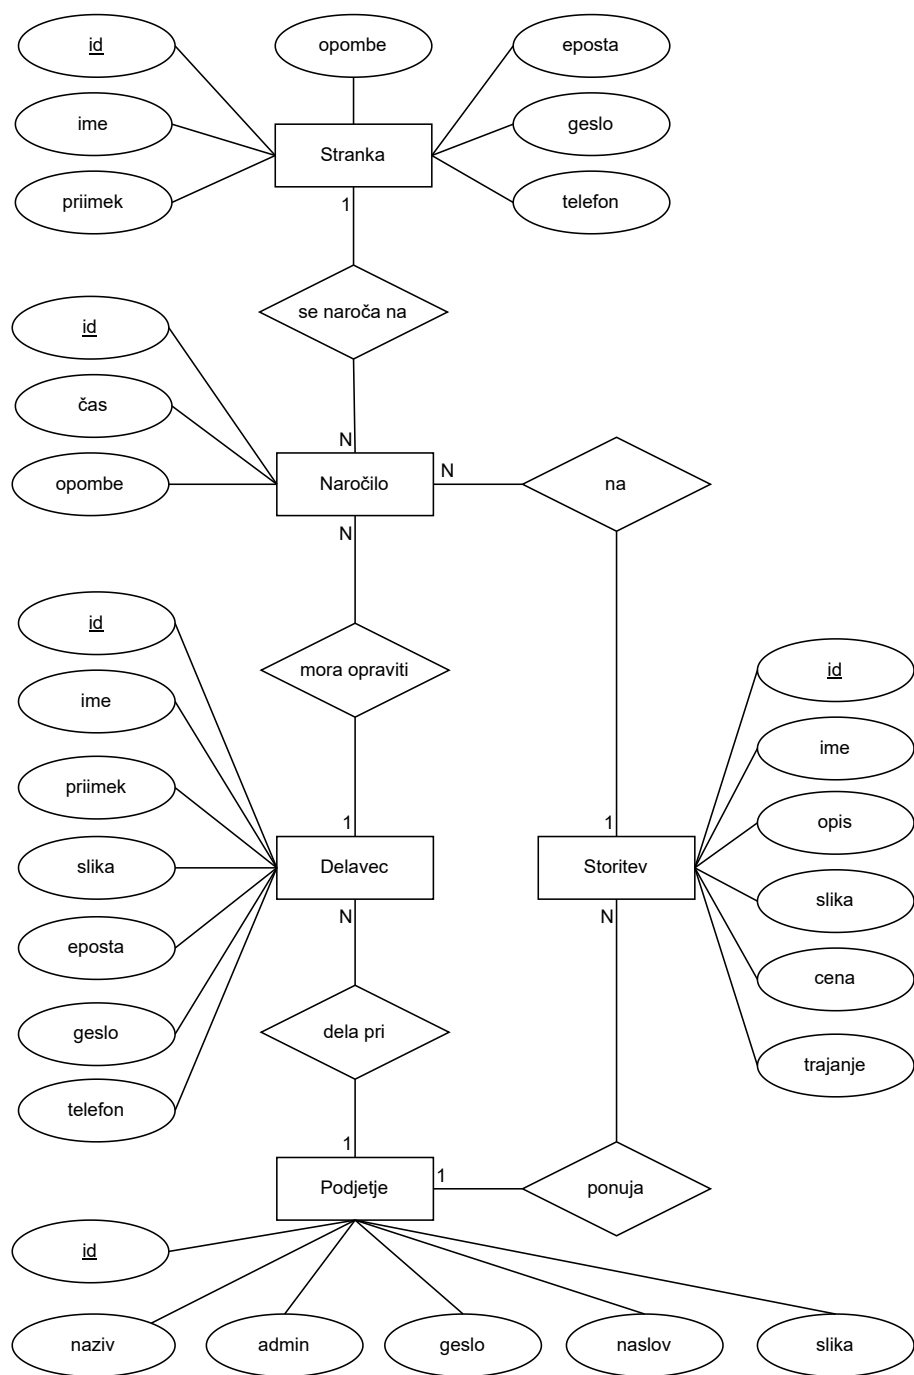 id
opombe
eposta
ime
geslo
Stranka
priimek
telefon
1
se naroča na
id
čas
N
N
opombe
Naročilo
na
N
id
mora opraviti
id
ime
ime
priimek
opis
1
1
slika
Delavec
Storitev
slika
N
N
eposta
cena
geslo
dela pri
trajanje
telefon
1
1
Podjetje
ponuja
id
naziv
admin
geslo
naslov
slika